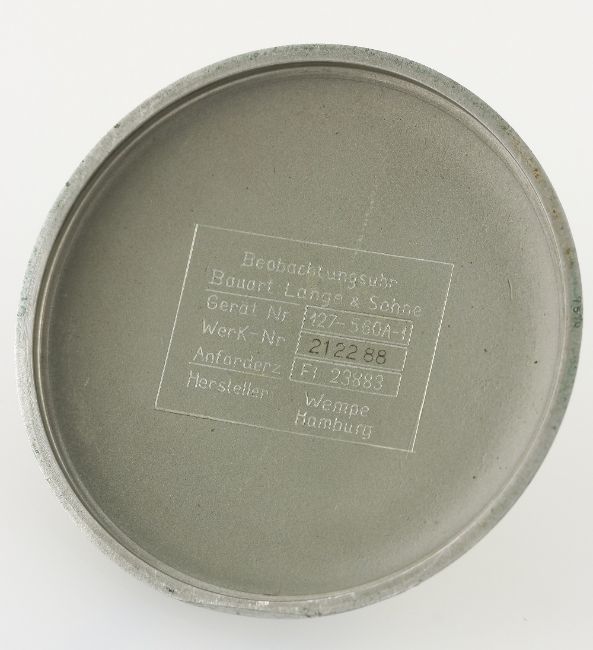 Beobachtungsuhr
Bauart: Lange & Söhne
Gerät Nr 127-560A-1
Werk-Nr 212288
Anforderz Fl 23883
Hersteller Wempe
Hamburg